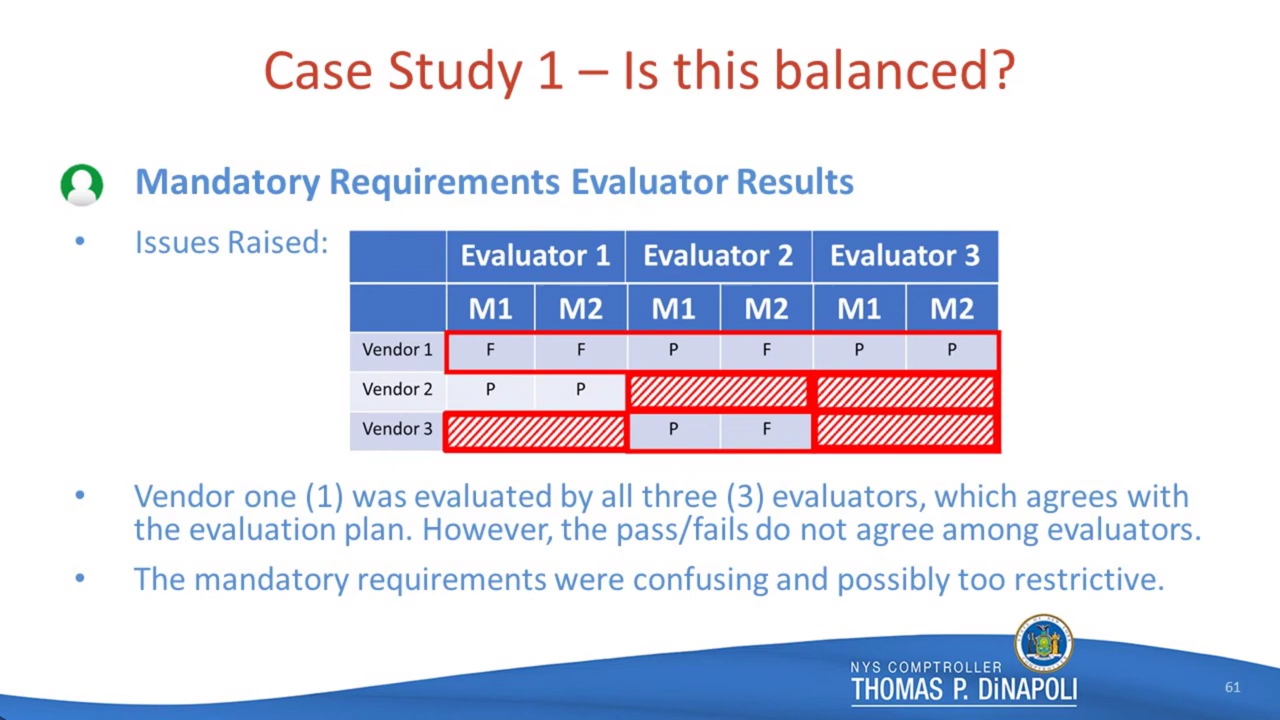 Case Study 1 – Is this balanced?
Mandatory Requirements Evaluator Results
• Issues Raised:
Evaluator 1 Evaluator 2 Evaluator 3
M1 M2 M1 M2 M1 M2
Vendor 1 F F P F P P
Vendor 2 P P
Vendor 3 P F
• Vendor one (1) was evaluated by all three (3) evaluators, which agrees with
the evaluation plan. However, the pass/fails do not agree among evaluators.
• The mandatory requirements were confusing and possibly too restrictive.
NYS COMPTROLLER
THOMAS P. DiNAPOLI
61